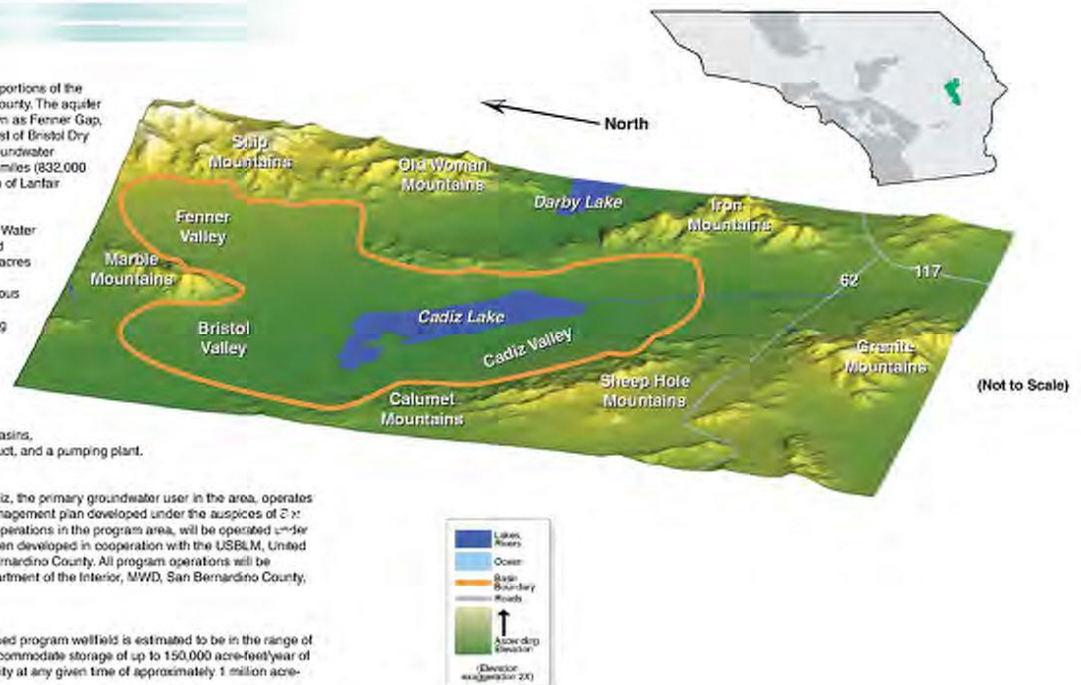 portions of the
ounty. The aquifer
n as Fenner Gap,
st of Bristol Dry
undwater
miles (832,000
of Lanfair
Water
d
acres
ous
g
asins,
uct, and a pumping plant.
iz, the primary groundwater user in the area, operates
nagement plan developed under the auspices of
perations in the program area, will be operated under
en developed in cooperation with the USBLM, United
rnardino County. All program operations will be
artment of the Interior, MWD, San Bernardino County,
ed program wellfield is estimated to be in the range of
commodate storage of up to 150,000 acre-feet/year of
ity at any given time of approximately 1 million acre-
North
Ship
Mountains
Old Woman
Mountains
Darby Lake
Iron
Mountains
Fenner
Valley
Marble
Mountains
62
117
Cadiz Lake
Bristol
Valley
Cadiz Valley
Granite
Mountains
Sheep Hole
Mountains
(Not to Scale)
Calumet
Mountains
Lakes,
Rivers
Ocean
Basin
Boundary
Roads
Ascending
Elevation
(Elevation
exaggeration 2X)